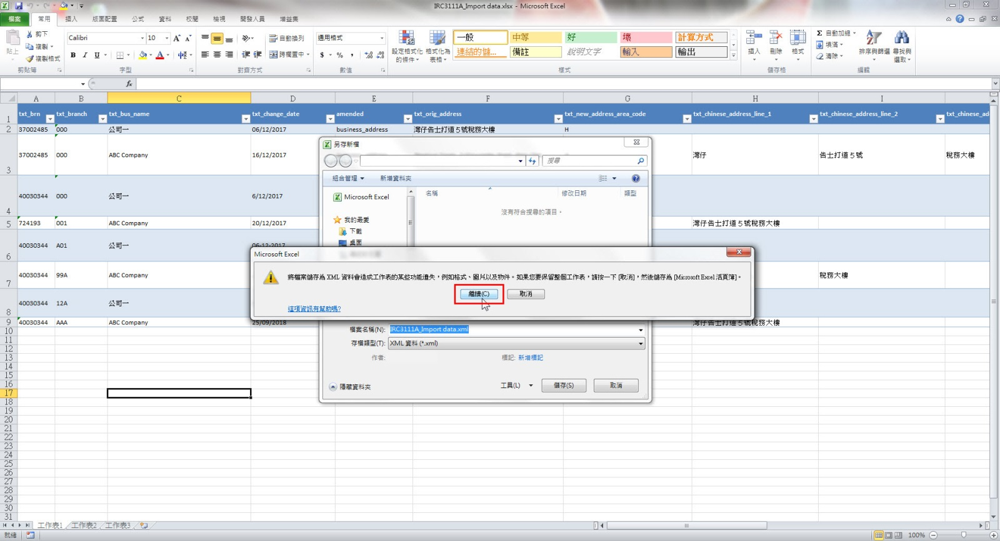 IRC3111A_Import data.xlsx - Microsoft Excel
檔案 常用 插入 版面配置 公式 資料 校閱 檢視 開發人員 增益集
貼上 剪下 複製 複製格式 剪貼簿
Calibri 10 字型
自動換列 跨欄置中 對齊方式
通用格式 數值
設定格式化的條件 格式化為表格
一般 中等 好 壞 計算方式
連結的儲... 備註 說明文字 輸入 輸出
樣式
插入 刪除 格式 儲存格
自動加總 填滿 清除 排序與篩選 尋找與選取 編輯
fx
A B C D E F G H I
1 txt_brn txt_branch txt_bus_name txt_change_date amended txt_orig_address txt_new_address_area_code txt_chinese_address_line_1 txt_chinese_address_line_2 txt_chinese_ad
2 37002485 000 公司一 06/12/2017 business_address 灣仔告士打道５號稅務大樓 H
3 37002485 000 ABC Company 16/12/2017 灣仔 告士打道５號 稅務大樓
4 40030344 000 公司一 6/12/2017
5 724193 001 ABC Company 20/12/2017 灣仔告士打道５號稅務大樓
6 40030344 A01 公司一 06-12-2017
7 40030344 99A ABC Company 稅務大樓
8 40030344 12A 公司一
9 40030344 AAA ABC Company 25/09/2018 灣仔告士打道５號稅務大樓
10
11
12
13
14
15
16
17
18
19
20
21
22
23
24
25
26
27
28
29
30
31
另存新檔
搜尋
組合管理 新增資料夾
Microsoft Excel
我的最愛
下載
桌面
名稱 修改日期 類型
沒有符合搜尋的項目。
Microsoft Excel
將檔案儲存為 XML 資料會造成工作表的某些功能遺失，例如格式、圖片以及物件。如果您要保留整個工作表，請按一下 [取消]，然後儲存為 [Microsoft Excel 活頁簿]。
繼續(C) 取消
這項資訊有幫助嗎?
檔案名稱(N): IRC3111A_Import data.xml
存檔類型(T): XML 資料 (*.xml)
作者: 標記: 新增標記
隱藏資料夾 工具(L) 儲存(S) 取消
工作表1 工作表2 工作表3
就緒 100%